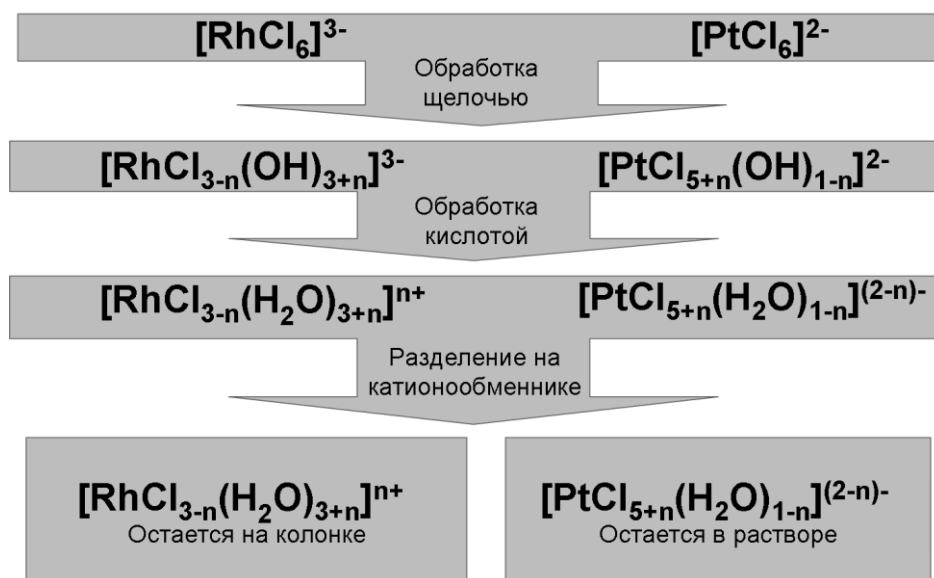 [RhCl₆]³⁻ [PtCl₆]²⁻
Обработка
щелочью
[RhCl₃₋ₙ(OH)₃₊ₙ]³⁻ [PtCl₅₊ₙ(OH)₁₋ₙ]²⁻
Обработка
кислотой
[RhCl₃₋ₙ(H₂O)₃₊ₙ]ⁿ⁺ [PtCl₅₊ₙ(H₂O)₁₋ₙ]⁽²⁻ⁿ⁾⁻
Разделение на
катионообменнике
[RhCl₃₋ₙ(H₂O)₃₊ₙ]ⁿ⁺
Остается на колонке
[PtCl₅₊ₙ(H₂O)₁₋ₙ]⁽²⁻ⁿ⁾⁻
Остается в растворе